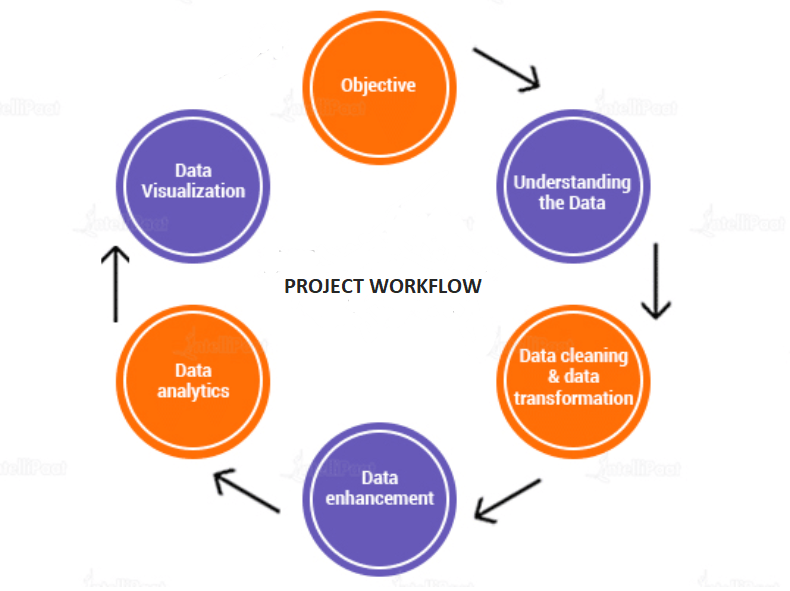 Objective
Understanding
the Data
Data cleaning
& data
transformation
Data
enhancement
Data
analytics
Data
Visualization
PROJECT WORKFLOW